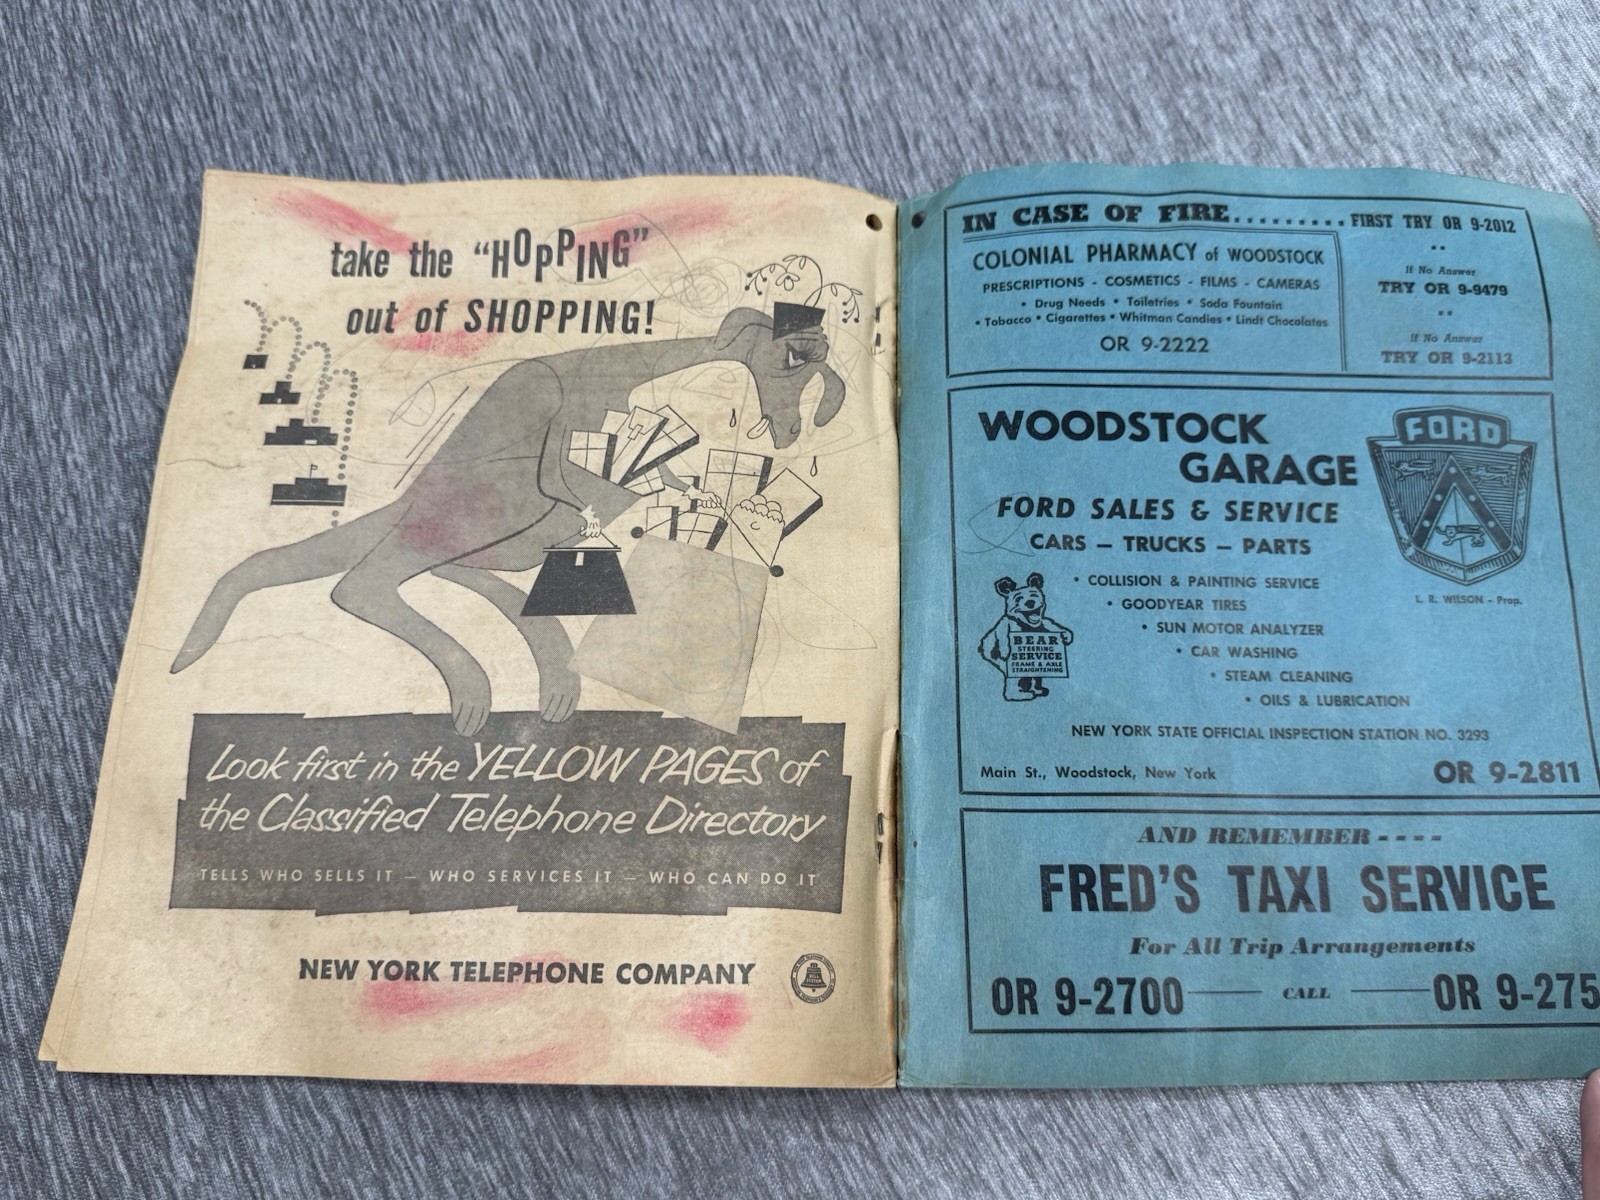 take the "HOPPING"
out of SHOPPING!
Look first in the YELLOW PAGES of
the Classified Telephone Directory
TELLS WHO SELLS IT — WHO SERVICES IT — WHO CAN DO IT
NEW YORK TELEPHONE COMPANY
IN CASE OF FIRE......... FIRST TRY OR 9-2012
If No Answer
TRY OR 9-9479
If No Answer
TRY OR 9-2113
COLONIAL PHARMACY of WOODSTOCK
PRESCRIPTIONS - COSMETICS - FILMS - CAMERAS
• Drug Needs • Toiletries • Soda Fountain
• Tobacco • Cigarettes • Whitman Candies • Lindt Chocolates
OR 9-2222
WOODSTOCK
GARAGE
FORD SALES & SERVICE
CARS — TRUCKS — PARTS
FORD
L. R. WILSON - Prop.
• COLLISION & PAINTING SERVICE
• GOODYEAR TIRES
• SUN MOTOR ANALYZER
• CAR WASHING
• STEAM CLEANING
• OILS & LUBRICATION
BEAR
STEERING
SERVICE
FRAME & AXLE
STRAIGHTENING
NEW YORK STATE OFFICIAL INSPECTION STATION NO. 3293
Main St., Woodstock, New York OR 9-2811
AND REMEMBER - - - -
FRED'S TAXI SERVICE
For All Trip Arrangements
OR 9-2700 — CALL — OR 9-275